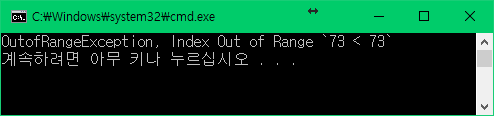 C:₩Windows₩system32₩cmd.exe
OutofRangeException, Index Out of Range `73 < 73`
계속하려면 아무 키나 누르십시오 . . .